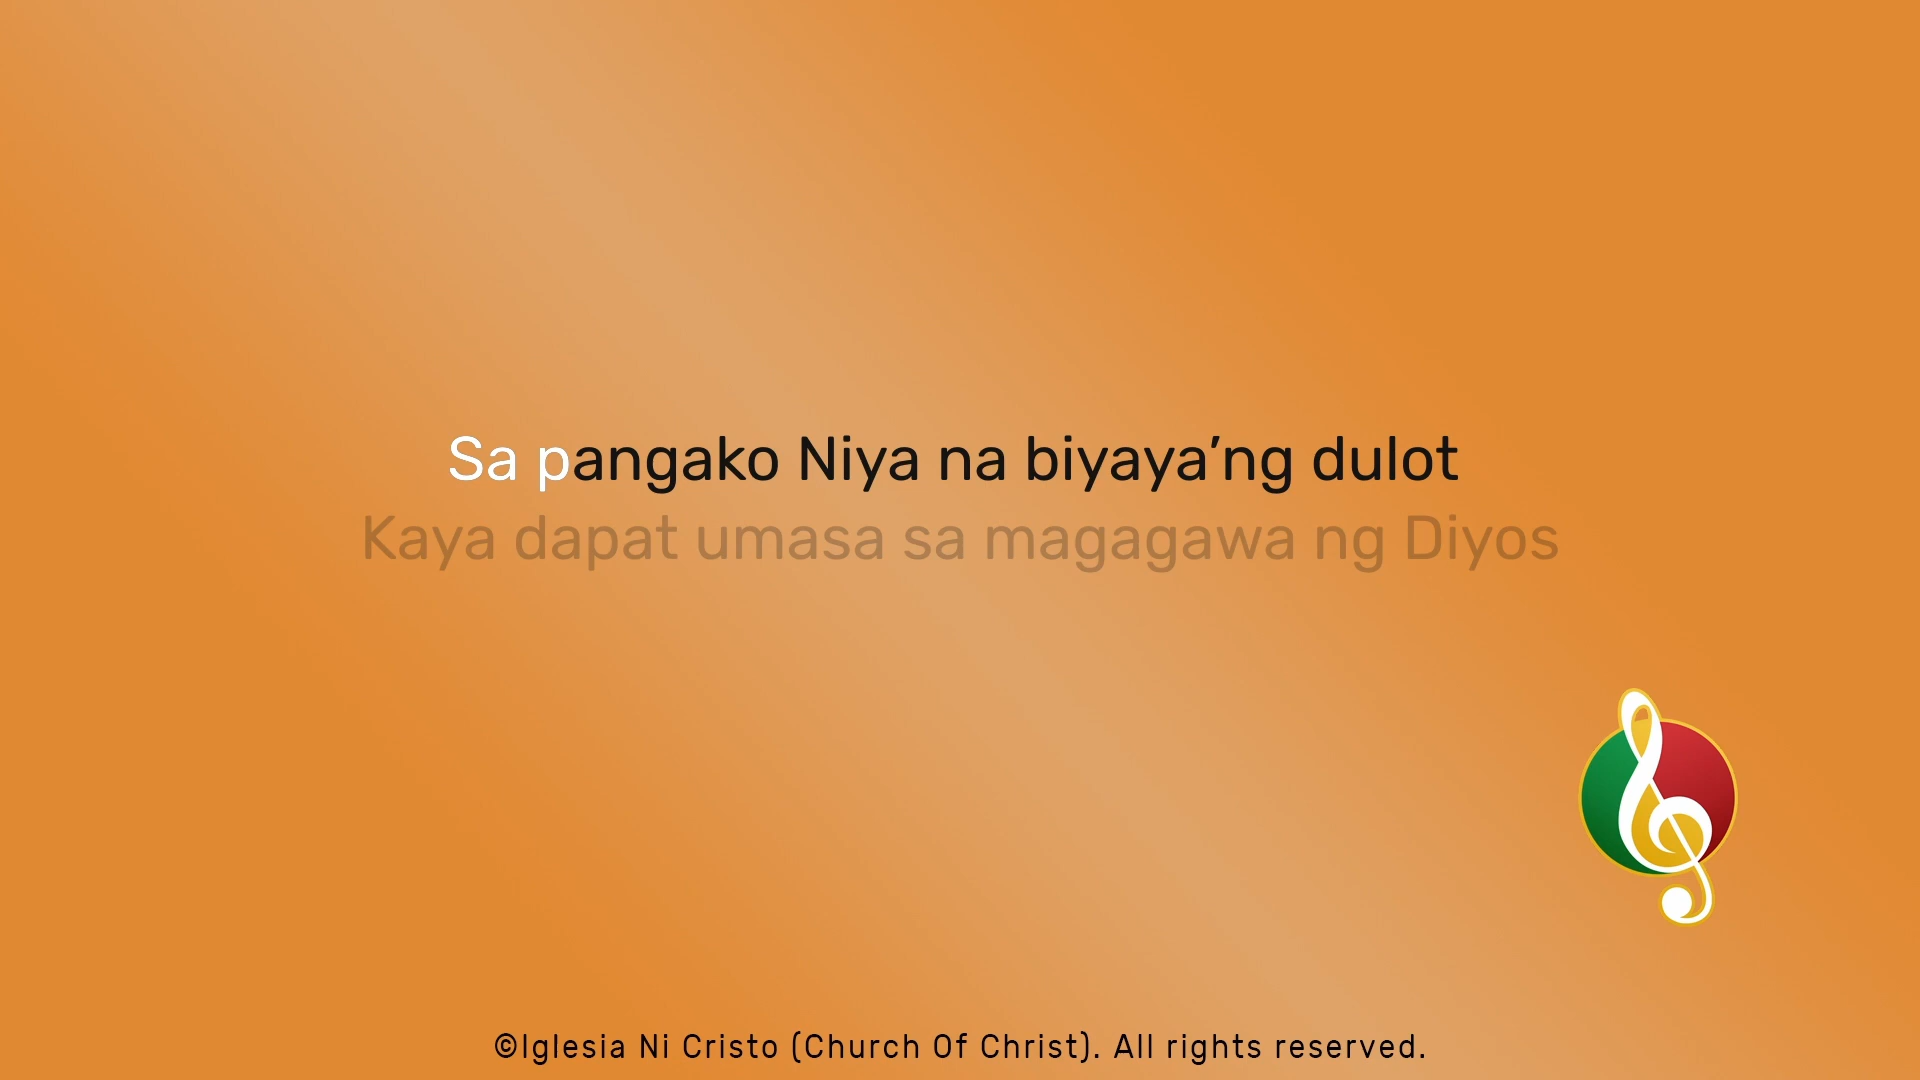 Sa pangako Niya na biyaya’ng dulot
Kaya dapat umasa sa magagawa ng Diyos
©Iglesia Ni Cristo (Church Of Christ). All rights reserved.